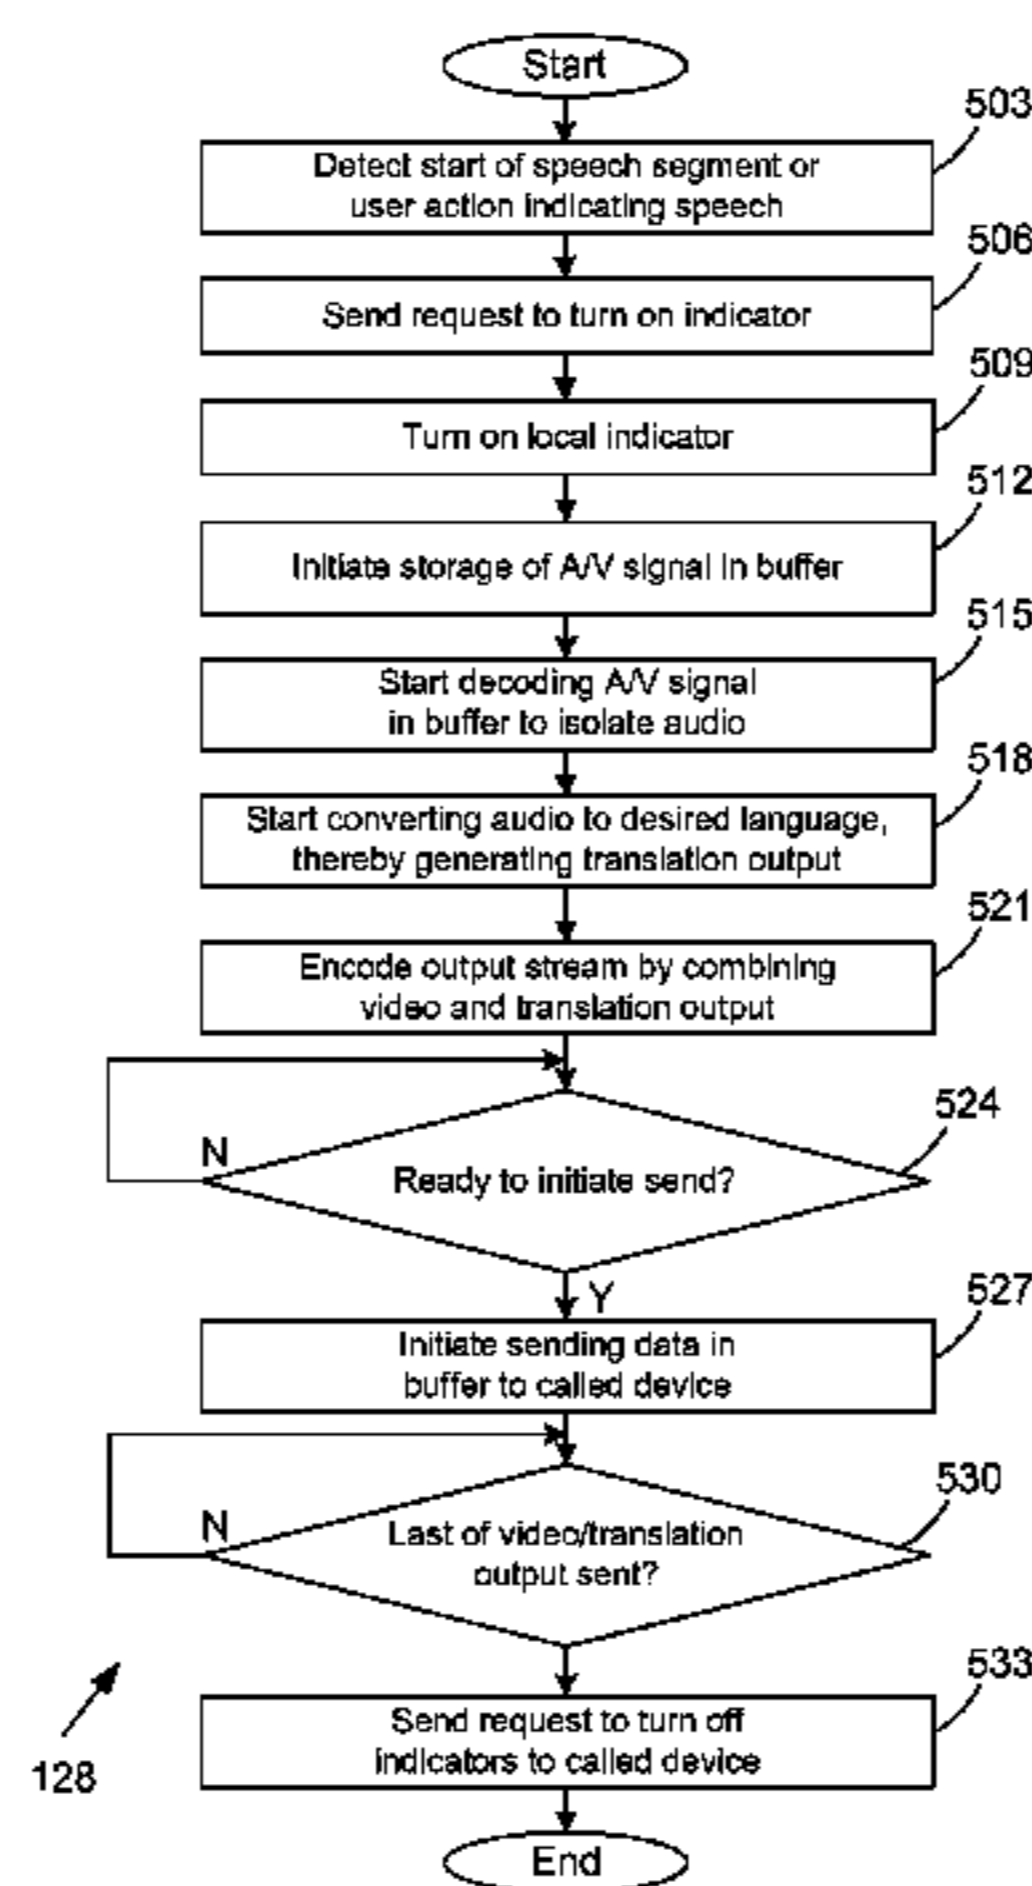 Start
503
Detect start of speech segment or
user action indicating speech
506
Send request to turn on indicator
509
Turn on local indicator
512
Initiate storage of A/V signal in buffer
515
Start decoding A/V signal
in buffer to isolate audio
518
Start converting audio to desired language,
thereby generating translation output
521
Encode output stream by combining
video and translation output
524
N
Ready to initiate send?
Y
527
Initiate sending data in
buffer to called device
530
N
Last of video/translation
output sent?
533
Send request to turn off
indicators to called device
128
End